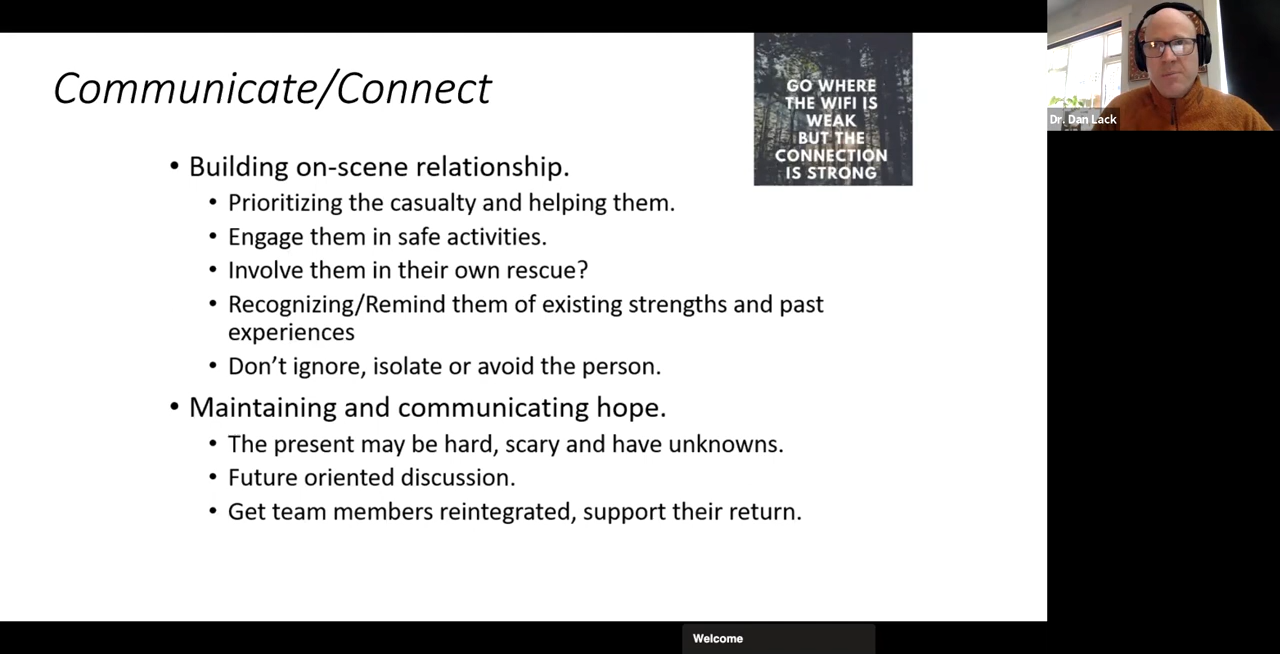 Communicate/Connect
GO WHERE
THE WIFI IS
WEAK
BUT THE
CONNECTION
IS STRONG
• Building on-scene relationship.
• Prioritizing the casualty and helping them.
• Engage them in safe activities.
• Involve them in their own rescue?
• Recognizing/Remind them of existing strengths and past
experiences
• Don’t ignore, isolate or avoid the person.
• Maintaining and communicating hope.
• The present may be hard, scary and have unknowns.
• Future oriented discussion.
• Get team members reintegrated, support their return.
Dr. Dan Lack
Welcome